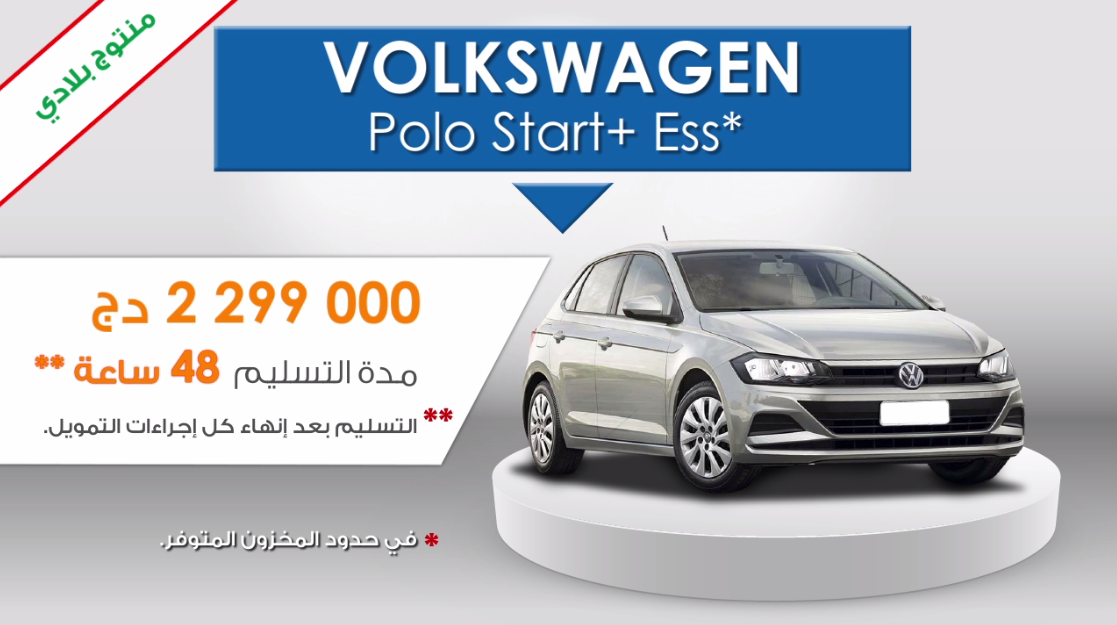 منتوج بلادي
VOLKSWAGEN
Polo Start+ Ess*
2 299 000 دج
مدة التسليم 48 ساعة **
** التسليم بعد إنهاء كل إجراءات التمويل.
* في حدود المخزون المتوفر.